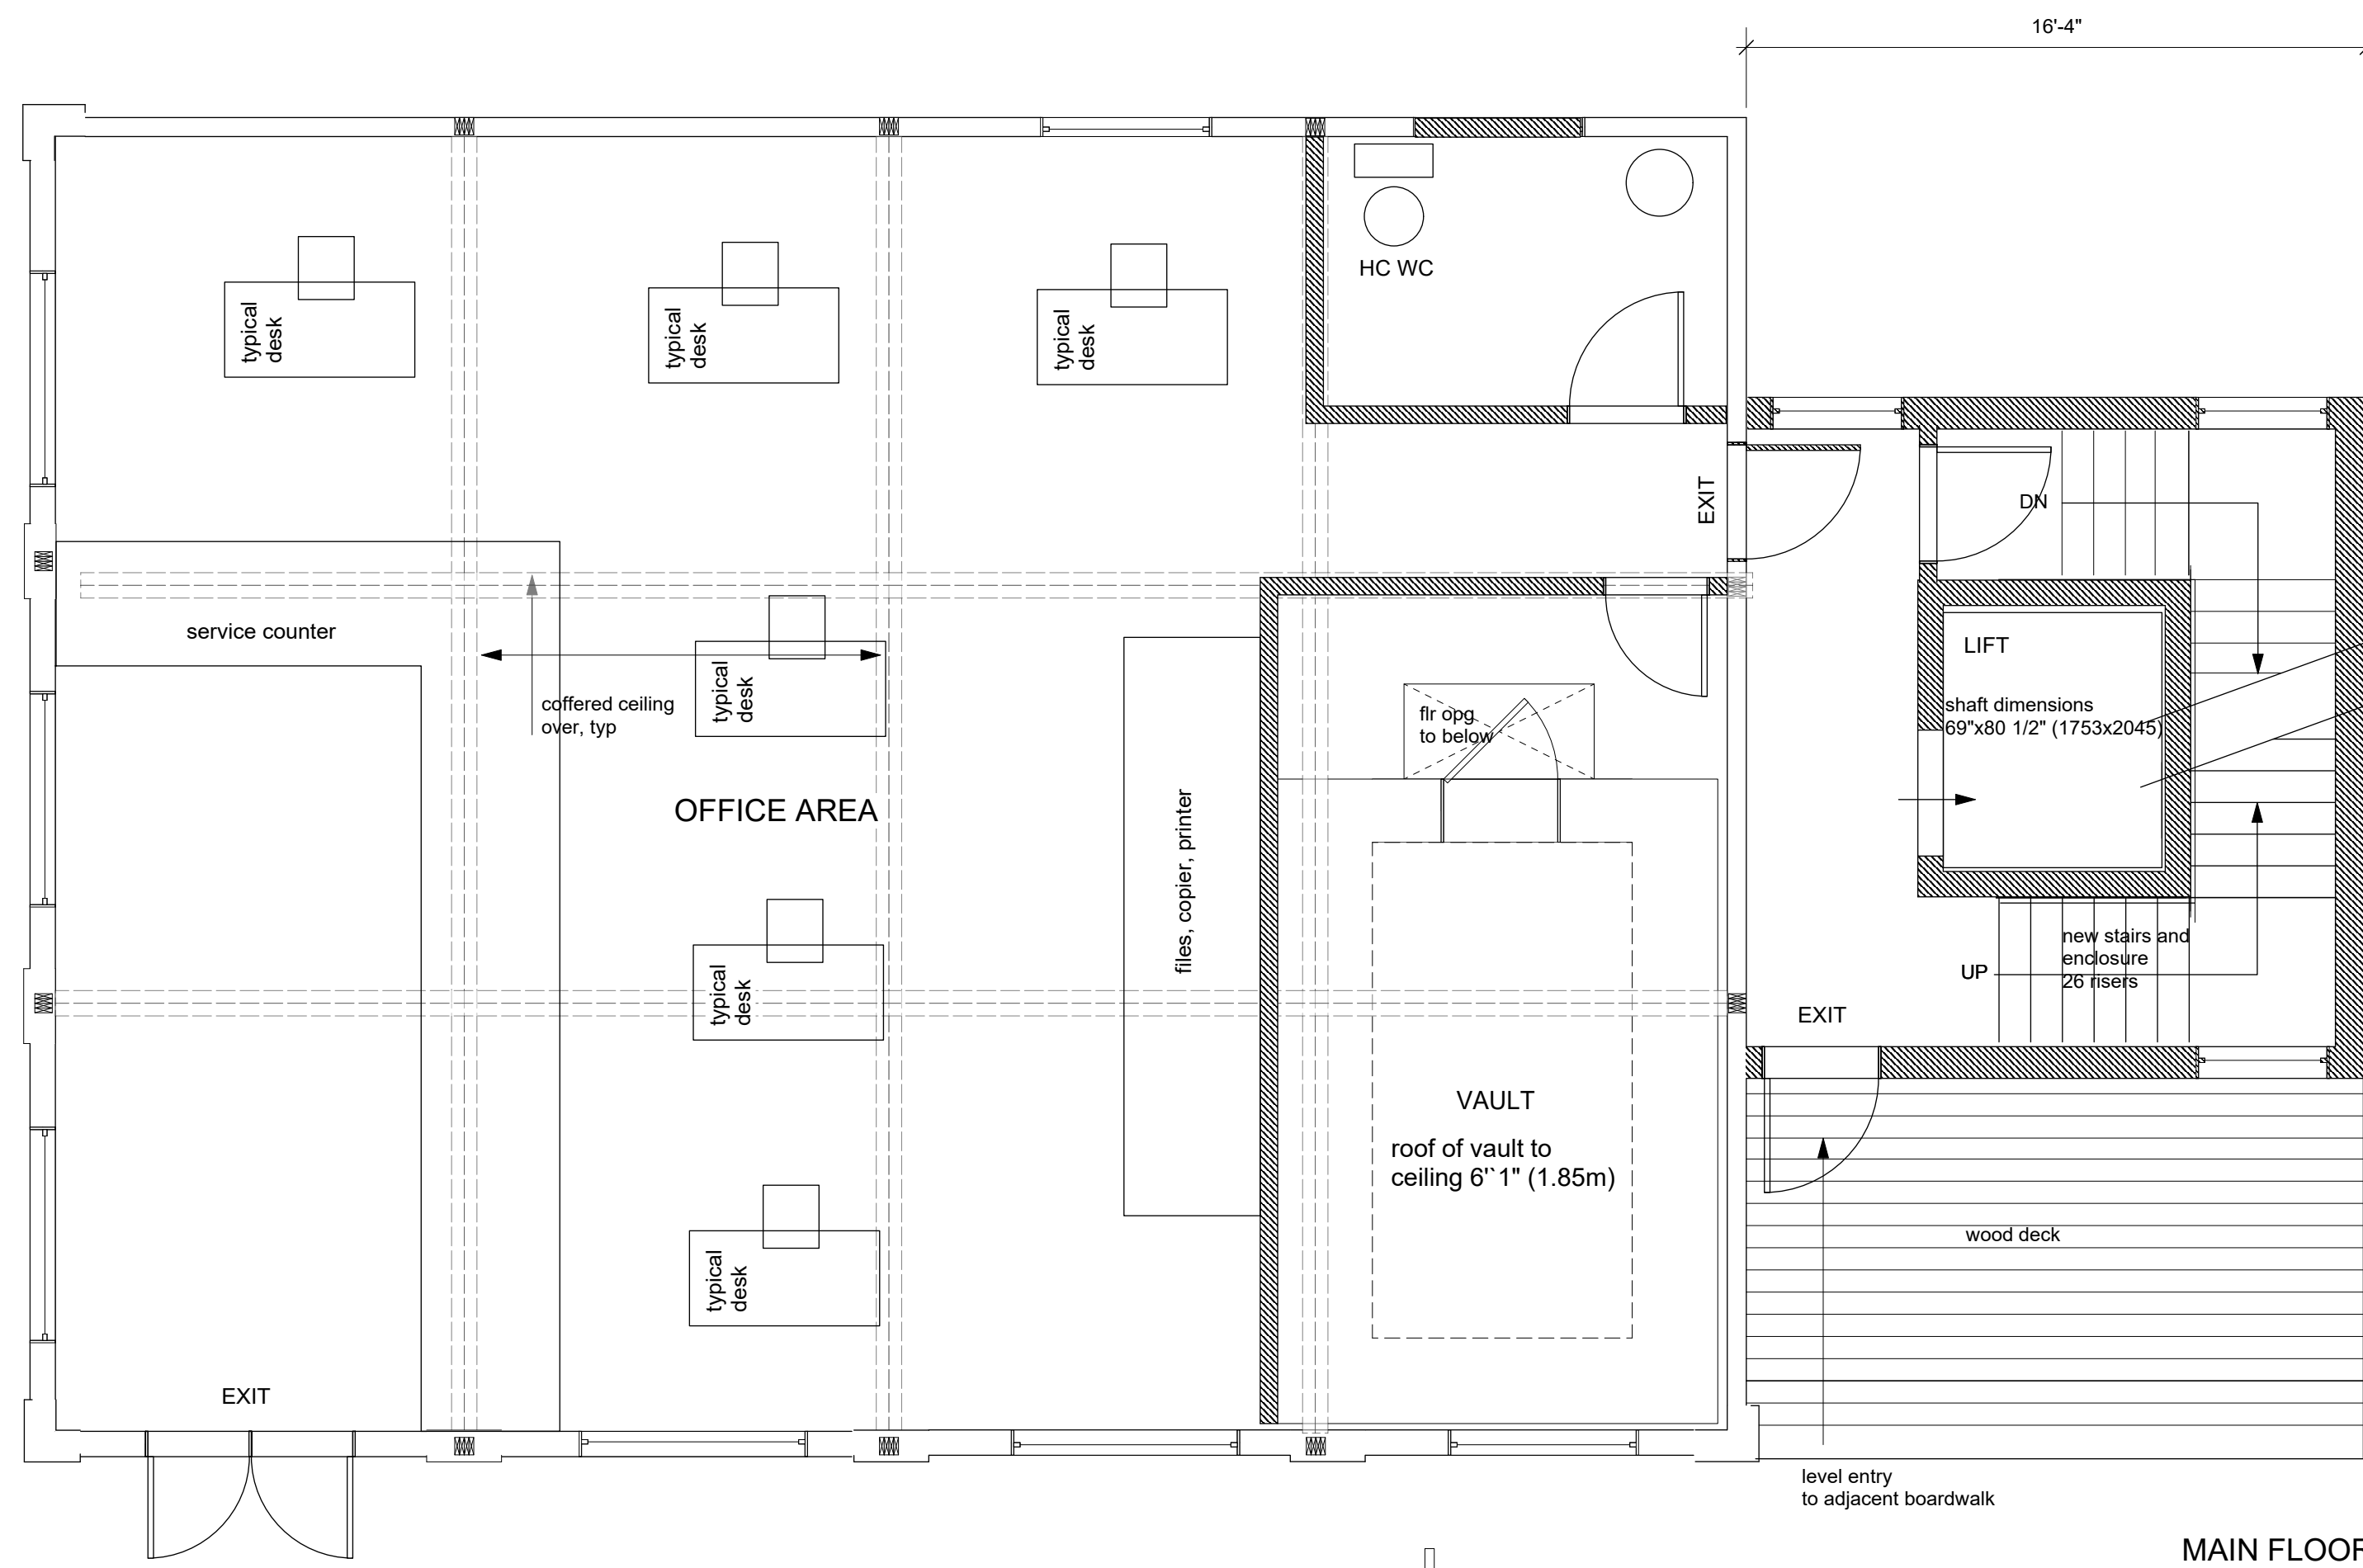 16'-4"
HC WC
typical
desk
typical
desk
typical
desk
EXIT
DN
service counter
coffered ceiling
over, typ
typical
desk
flr opg
to below
LIFT
shaft dimensions
69"x80 1/2" (1753x2045)
OFFICE AREA
files, copier, printer
typical
desk
new stairs and
enclosure
26 risers
UP
EXIT
VAULT
roof of vault to
ceiling 6'`1" (1.85m)
typical
desk
wood deck
EXIT
level entry
to adjacent boardwalk
MAIN FLOOR